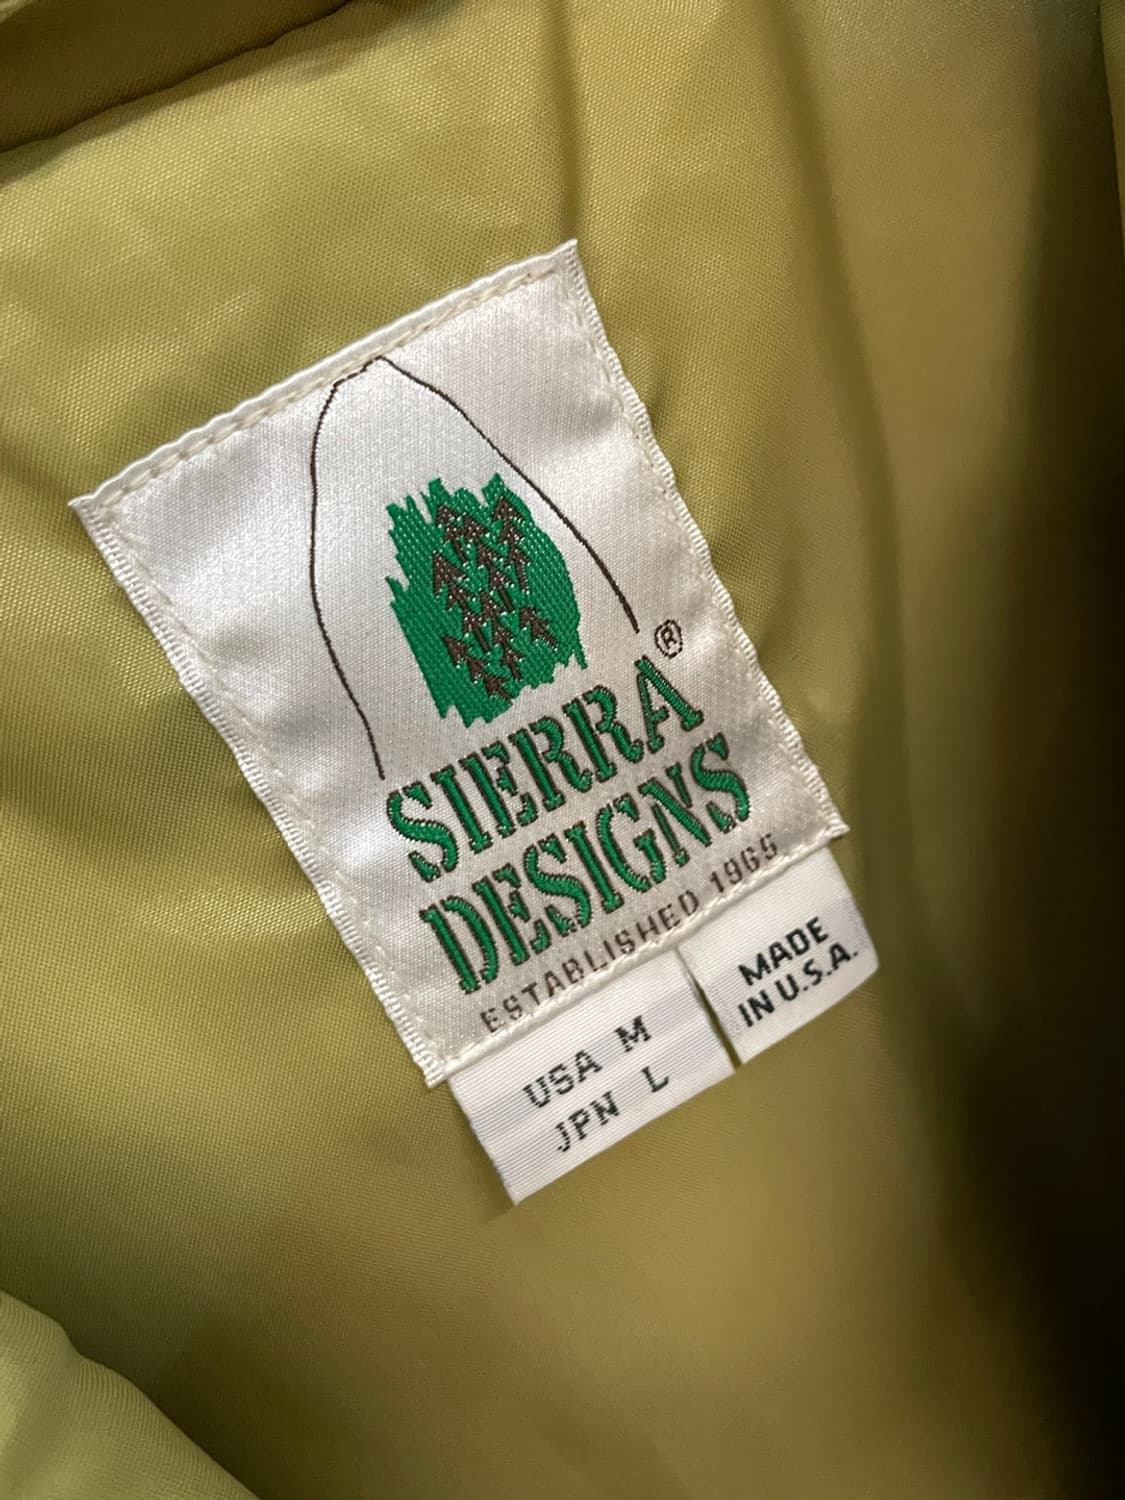 ®
SIERRA
DESIGNS
ESTABLISHED 1965
USA M
JPN L
MADE
IN U.S.A.